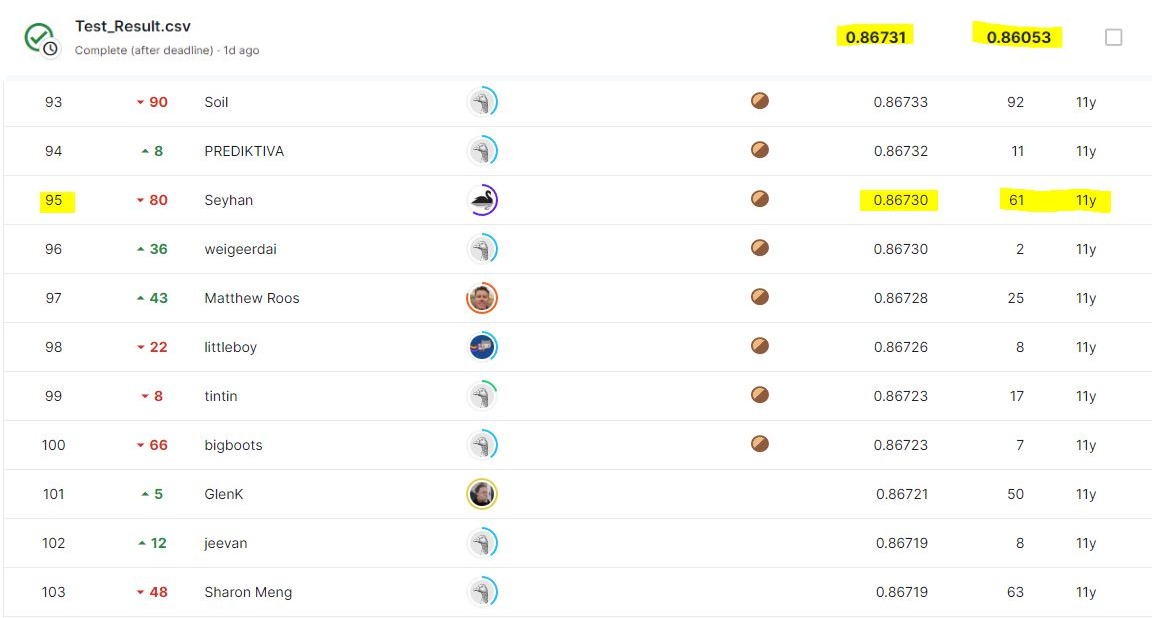 Test_Result.csv 0.86731 0.86053
Complete (after deadline) · 1d ago
93 90 Soil 0.86733 92 11y
94 8 PREDIKTIVA 0.86732 11 11y
95 80 Seyhan 0.86730 61 11y
96 36 weigeerdai 0.86730 2 11y
97 43 Matthew Roos 0.86728 25 11y
98 22 littleboy 0.86726 8 11y
99 8 tintin 0.86723 17 11y
100 66 bigboots 0.86723 7 11y
101 5 GlenK 0.86721 50 11y
102 12 jeevan 0.86719 8 11y
103 48 Sharon Meng 0.86719 63 11y